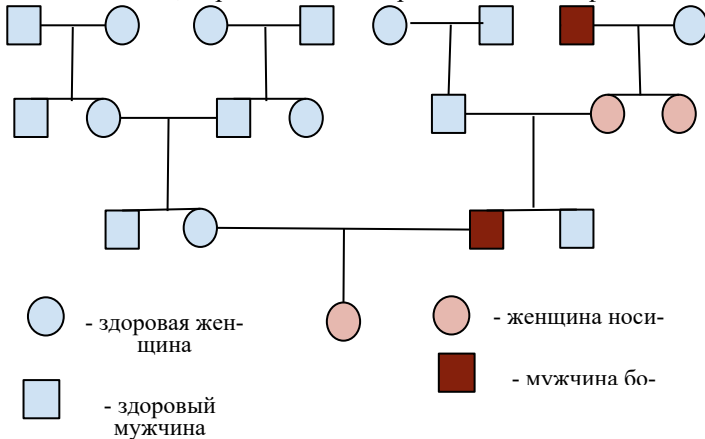 - здоровая жен-
щина
- женщина носи-
- мужчина бо-
- здоровый
мужчина